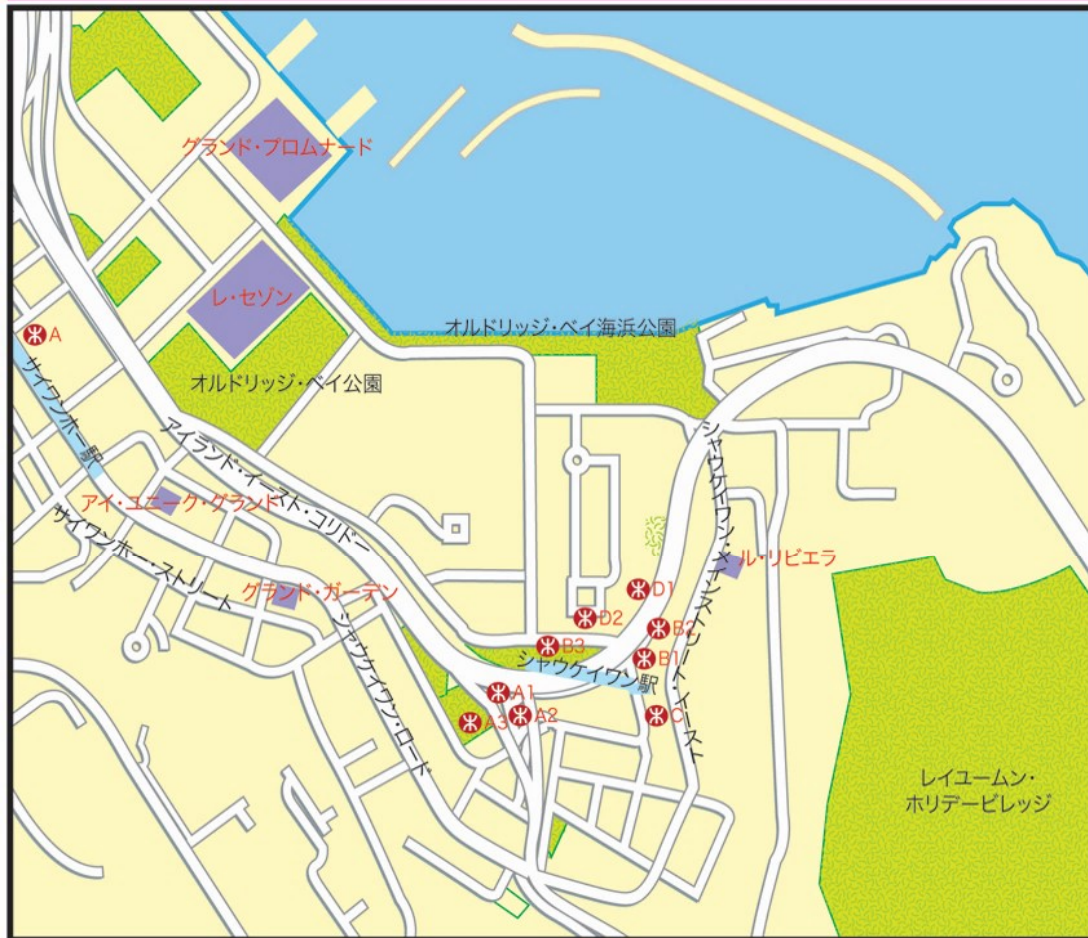 グランド・プロムナード
レ・セゾン
オルドリッジ・ベイ海浜公園
A
オルドリッジ・ベイ公園
サイワンホー駅
アイランド・イースト・コリドー
シャウケイワン・メインストリート・イースト
アイ・ユニーク・グランド
サイワンホー・ストリート
ル・リビエラ
グランド・ガーデン
D1
D2
B2
B3
B1
シャウケイワン駅
シャウケイワン・ロード
A1
A2
A3
C
レイユームン・
ホリデービレッジ